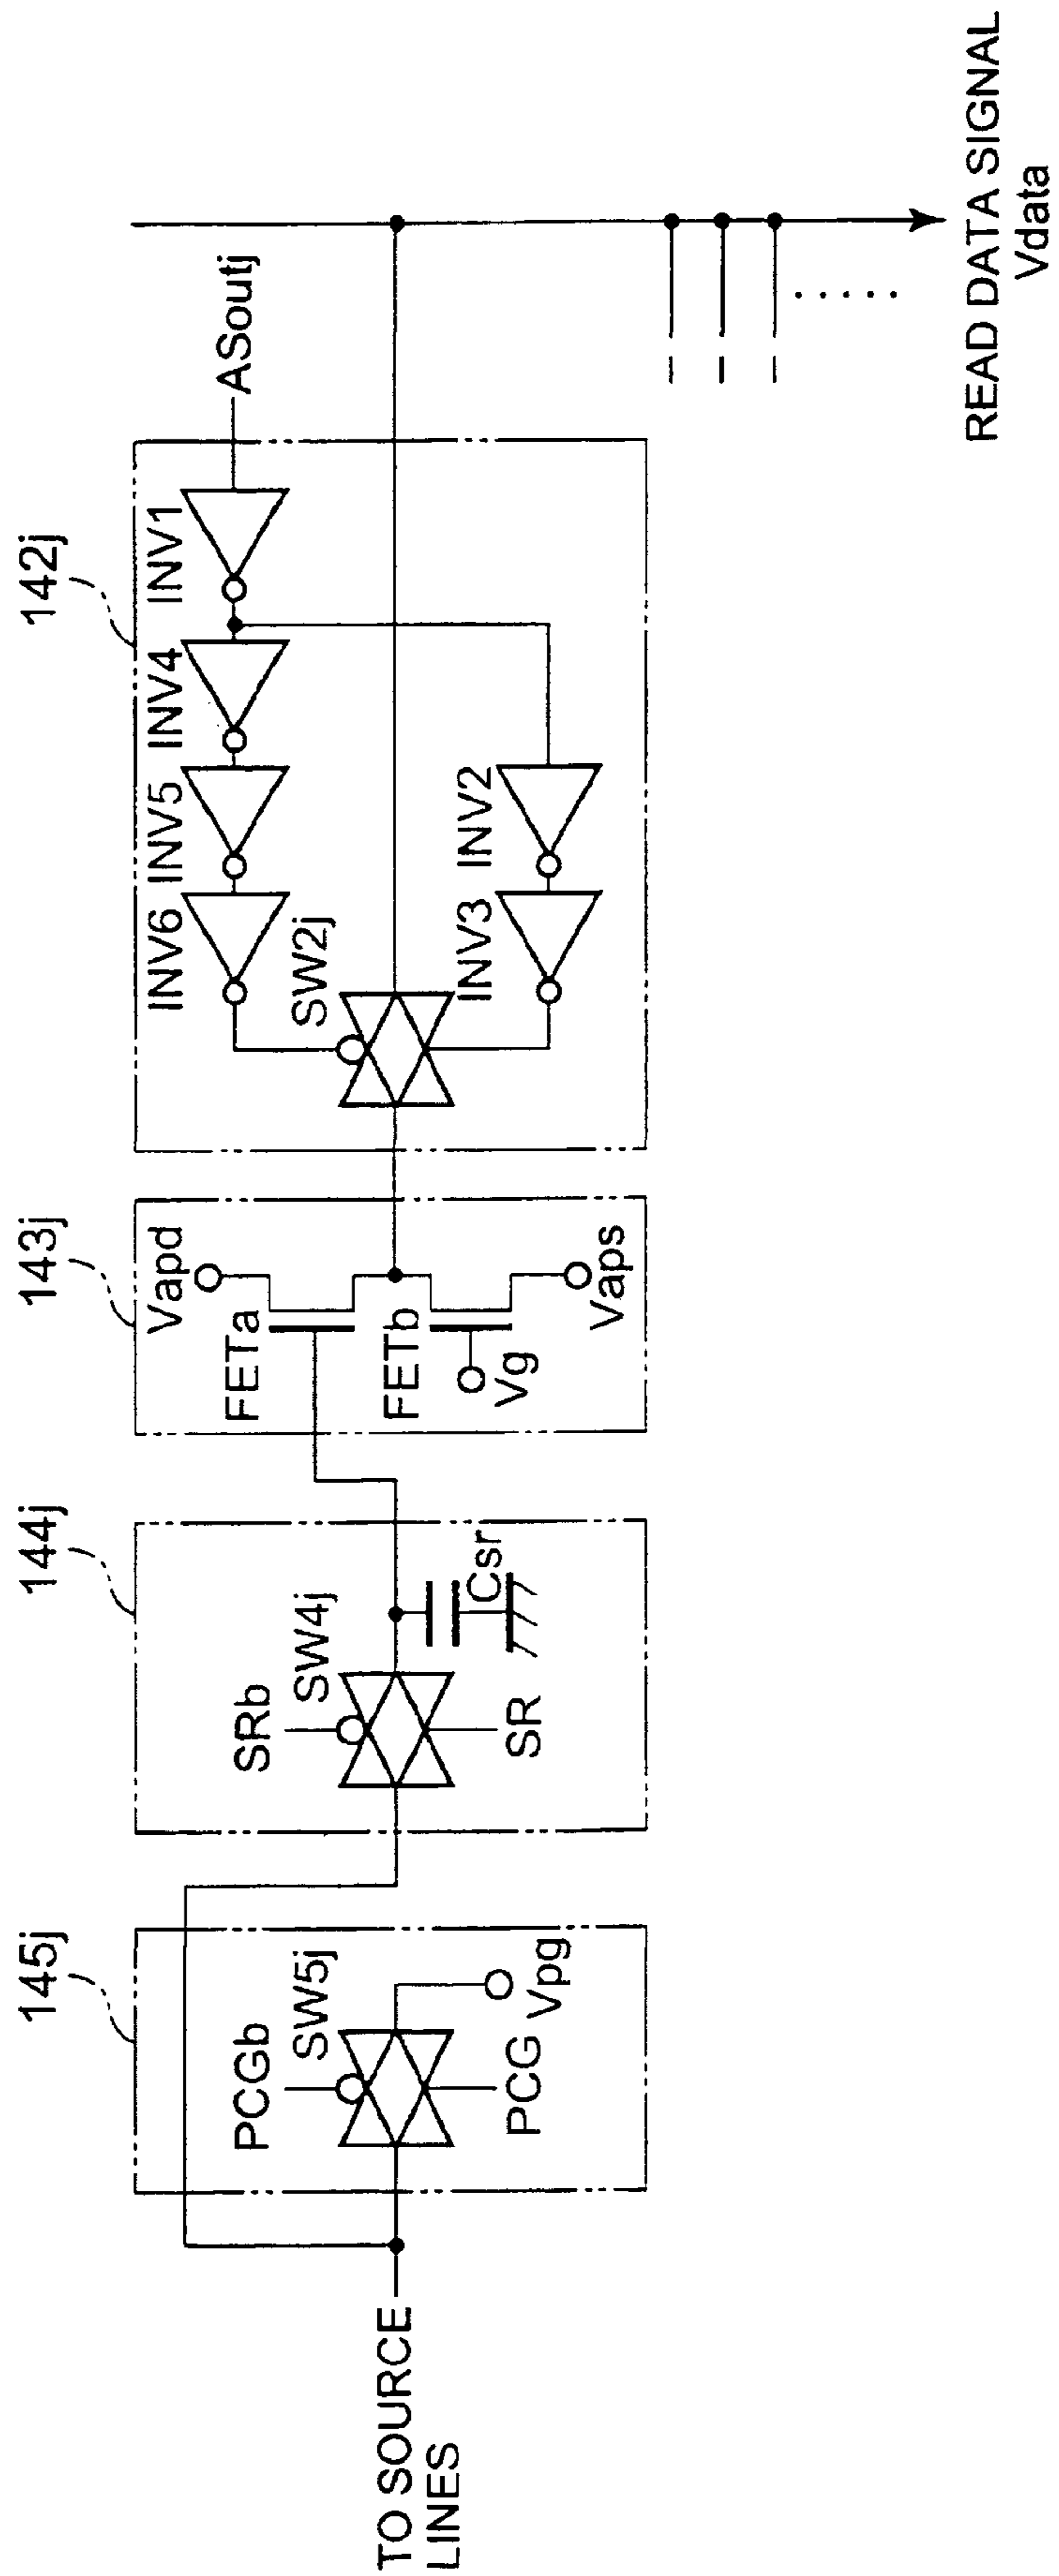 145j
144j
143j
142j
PCGb
SW5j
PCG
Vpg
SRb
SW4j
SR
Csr
Vapd
FETa
FETb
Vg
Vaps
INV6
INV5
INV4
INV1
ASoutj
SW2j
INV3
INV2
TO SOURCE
LINES
READ DATA SIGNAL
Vdata